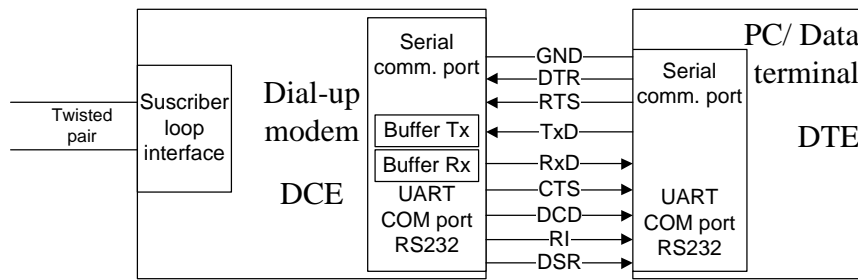 Twisted
pair
Suscriber
loop
interface
Dial-up
modem
DCE
Serial
comm. port
Buffer Tx
Buffer Rx
UART
COM port
RS232
GND
DTR
RTS
TxD
RxD
CTS
DCD
RI
DSR
PC/ Data
terminal
DTE
Serial
comm. port
UART
COM port
RS232